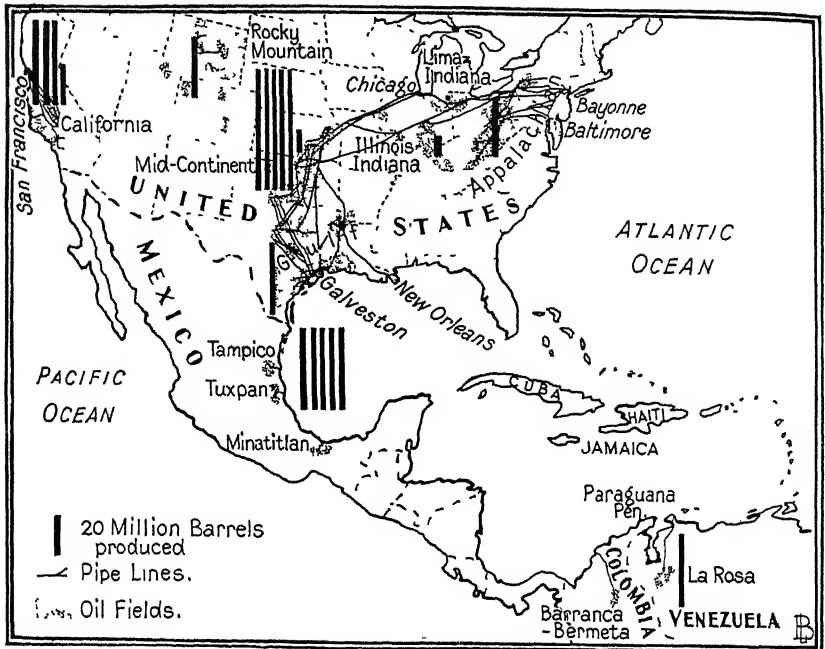 Rocky
Mountain
Lima-
Indiana
Chicago
San Francisco
California
Bayonne
Baltimore
Mid-Continent
Illinois
Indiana
Appalac
UNITED
STATES
Gulf
ATLANTIC
OCEAN
MEXICO
Galveston
New Orleans
Tampico
PACIFIC
OCEAN
Tuxpan
CUBA
HAITI
JAMAICA
Minatitlan
Paraguana
Pen.
20 Million Barrels
produced
Pipe Lines.
Oil Fields.
COLOMBIA
La Rosa
Barranca
-Bermeta
VENEZUELA